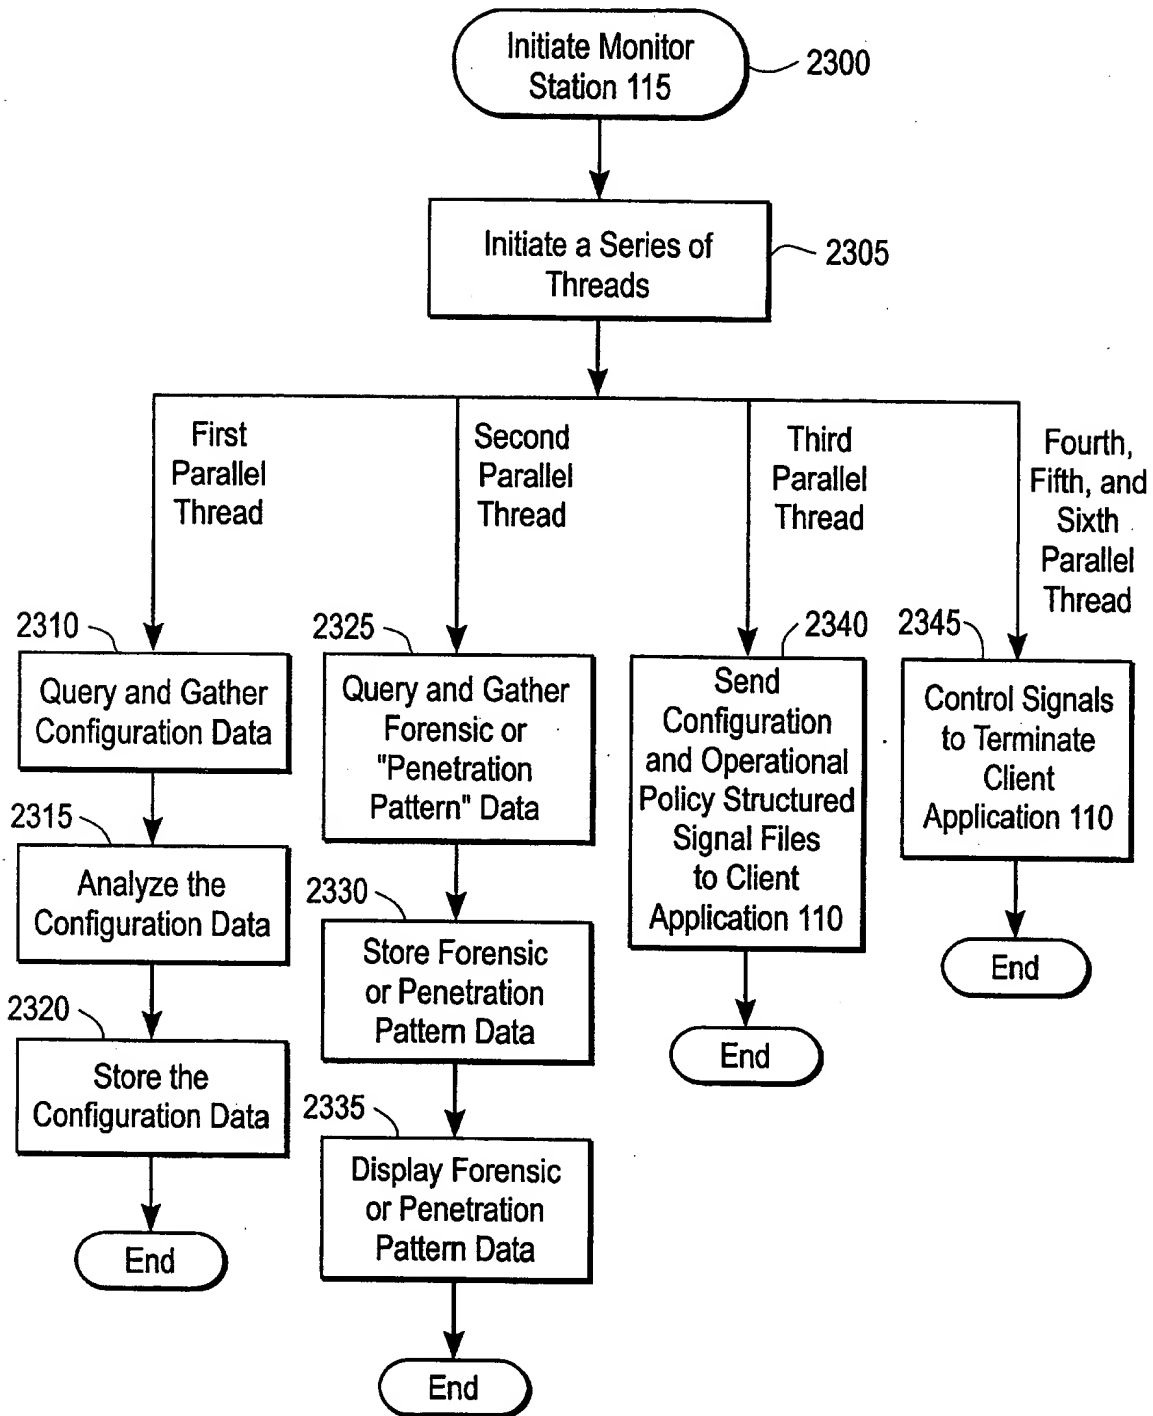 Initiate Monitor
Station 115
2300
Initiate a Series of
Threads
2305
First
Parallel
Thread
Second
Parallel
Thread
Third
Parallel
Thread
Fourth,
Fifth, and
Sixth
Parallel
Thread
2310
Query and Gather
Configuration Data
2315
Analyze the
Configuration Data
2320
Store the
Configuration Data
End
2325
Query and Gather
Forensic or
"Penetration
Pattern" Data
2330
Store Forensic
or Penetration
Pattern Data
2335
Display Forensic
or Penetration
Pattern Data
End
2340
Send
Configuration
and Operational
Policy Structured
Signal Files
to Client
Application 110
End
2345
Control Signals
to Terminate
Client
Application 110
End